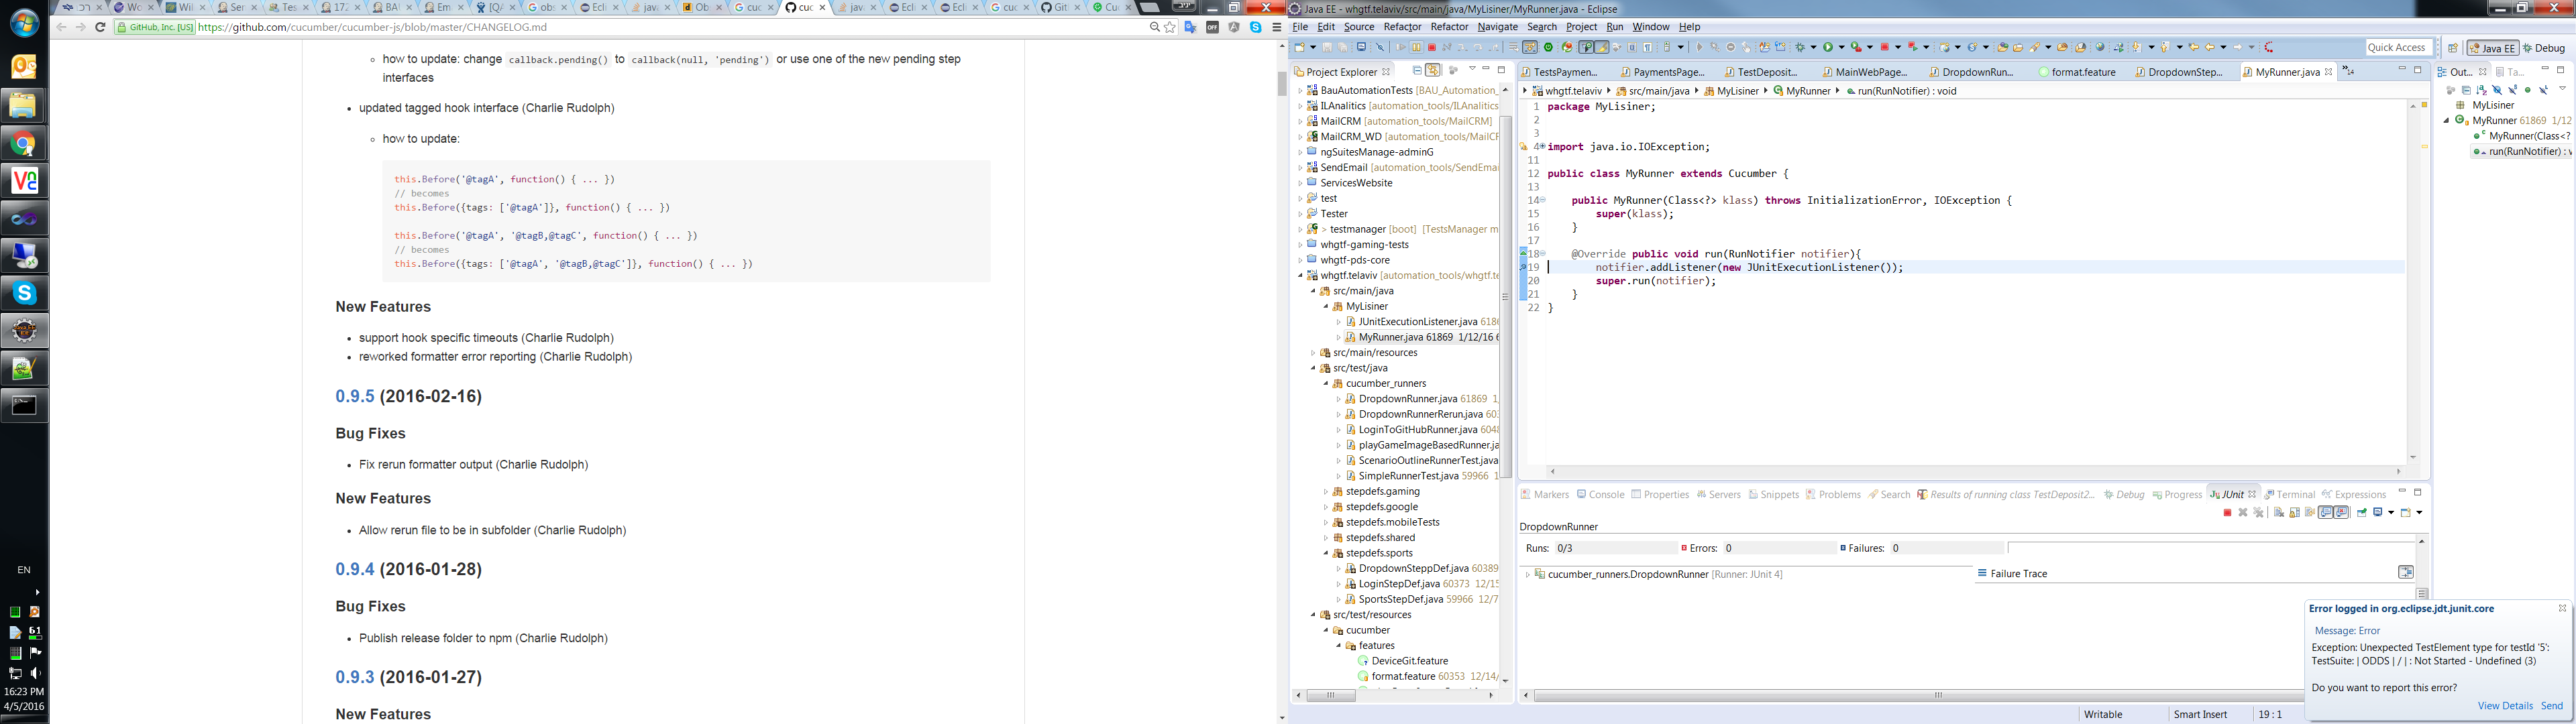 GitHub, Inc. [US] https://github.com/cucumber/cucumber-js/blob/master/CHANGELOG.md
how to update: change callback.pending() to callback(null, 'pending') or use one of the new pending step
interfaces
updated tagged hook interface (Charlie Rudolph)
how to update:
this.Before('@tagA', function() { ... })
// becomes
this.Before({tags: ['@tagA']}, function() { ... })
this.Before('@tagA', '@tagB,@tagC', function() { ... })
// becomes
this.Before({tags: ['@tagA', '@tagB,@tagC']}, function() { ... })
New Features
support hook specific timeouts (Charlie Rudolph)
reworked formatter error reporting (Charlie Rudolph)
0.9.5 (2016-02-16)
Bug Fixes
Fix rerun formatter output (Charlie Rudolph)
New Features
Allow rerun file to be in subfolder (Charlie Rudolph)
0.9.4 (2016-01-28)
Bug Fixes
Publish release folder to npm (Charlie Rudolph)
0.9.3 (2016-01-27)
New Features
EN
16:23 PM
4/5/2016
Java EE - whgtf.telaviv/src/main/java/MyLisiner/MyRunner.java - Eclipse
File Edit Source Refactor Refactor Navigate Search Project Run Window Help
Quick Access Java EE Debug
Project Explorer
BauAutomationTests [BAU_Automation_
ILAnalitics [automation_tools/ILAnalitics
MailCRM [automation_tools/MailCRM]
MailCRM_WD [automation_tools/MailCF
ngSuitesManage-adminG
SendEmail [automation_tools/SendEmai
ServicesWebsite
test
Tester
> testmanager [boot] [TestsManager m
whgtf-gaming-tests
whgtf-pds-core
whgtf.telaviv [automation_tools/whgtf.te
src/main/java
MyLisiner
JUnitExecutionListener.java 6186
MyRunner.java 61869 1/12/16 6
src/main/resources
src/test/java
cucumber_runners
DropdownRunner.java 61869 1,
DropdownRunnerRerun.java 603
LoginToGitHubRunner.java 6048
playGameImageBasedRunner.ja
ScenarioOutlineRunnerTest.java
SimpleRunnerTest.java 59966 1
stepdefs.gaming
stepdefs.google
stepdefs.mobileTests
stepdefs.shared
stepdefs.sports
DropdownSteppDef.java 60389
LoginStepDef.java 60373 12/15
SportsStepDef.java 59966 12/7
src/test/resources
cucumber
features
DeviceGit.feature
format.feature 60353 12/14/
TestsPaymen... PaymentsPage... TestDeposit... MainWebPage... DropdownRun... format.feature DropdownStep... MyRunner.java
whgtf.telaviv src/main/java MyLisiner MyRunner run(RunNotifier) : void
1 package MyLisiner;
2
3
4 import java.io.IOException;
11
12 public class MyRunner extends Cucumber {
13
14 public MyRunner(Class<?> klass) throws InitializationError, IOException {
15 super(klass);
16 }
17
18 @Override public void run(RunNotifier notifier){
19 notifier.addListener(new JUnitExecutionListener());
20 super.run(notifier);
21 }
22 }
Out... Ta...
MyLisiner
MyRunner 61869 1/12
MyRunner(Class<?
run(RunNotifier) : v
Markers Console Properties Servers Snippets Problems Search Results of running class TestDeposit2... Debug Progress JUnit Terminal Expressions
DropdownRunner
Runs: 0/3 Errors: 0 Failures: 0
cucumber_runners.DropdownRunner [Runner: JUnit 4]
Failure Trace
Error logged in org.eclipse.jdt.junit.core
Message: Error
Exception: Unexpected TestElement type for testId '5':
TestSuite: | ODDS | / | : Not Started - Undefined (3)
Do you want to report this error?
View Details Send
Writable Smart Insert 19 : 1